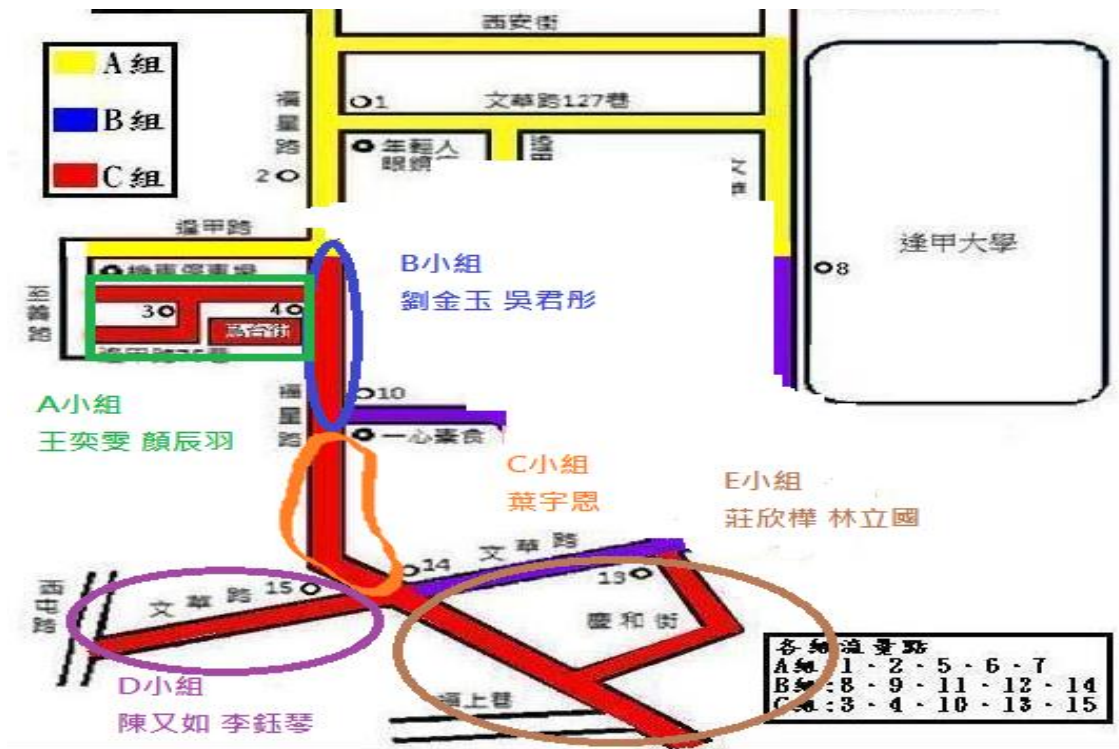 西安街
A組
B組
C組
福星路
1
文華路127巷
年輕人
眼鏡
2
逢甲路
逢甲大學
8
B小組
劉金玉 吳君彤
至善路
3
4
逢甲路75巷
10
福星路
一心素食
A小組
王奕雯 顏辰羽
C小組
葉宇恩
E小組
莊欣樺 林立國
文華路
14
13
慶和街
西屯路
文華路
15
D小組
陳又如 李鈺琴
福上巷
各組流量點
A組:1、2、5、6、7
B組:8、9、11、12、14
C組:3、4、10、13、15